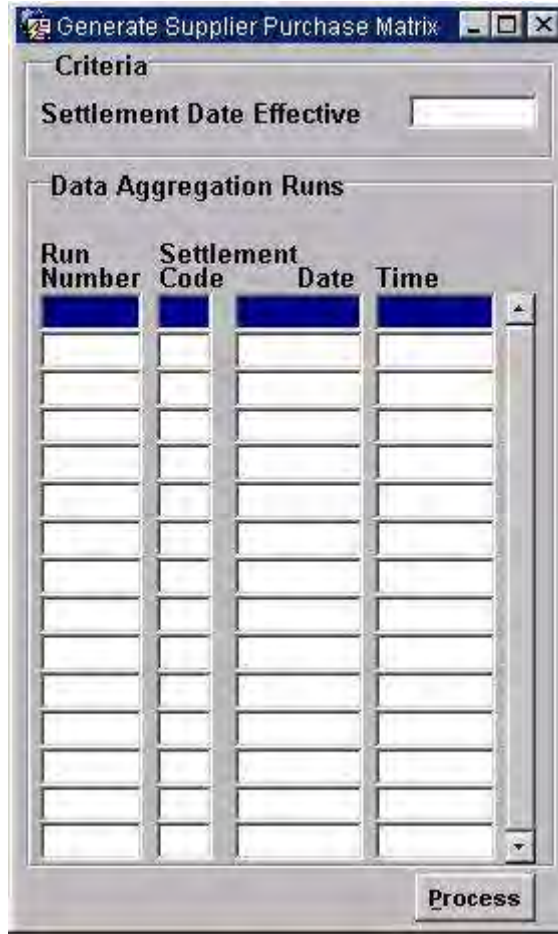 Generate Supplier Purchase Matrix
Criteria
Settlement Date Effective
Data Aggregation Runs
Run Settlement
Number Code Date Time
Process